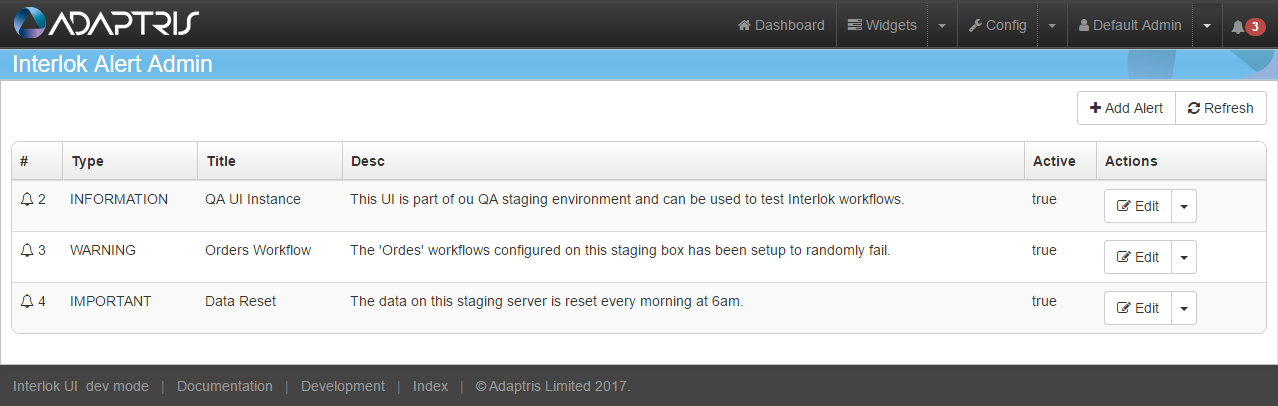 ADAPTRIS Dashboard Widgets Config Default Admin 3
Interlok Alert Admin
Add Alert Refresh
# Type Title Desc Active Actions
2 INFORMATION QA UI Instance This UI is part of ou QA staging environment and can be used to test Interlok workflows. true Edit
3 WARNING Orders Workflow The 'Ordes' workflows configured on this staging box has been setup to randomly fail. true Edit
4 IMPORTANT Data Reset The data on this staging server is reset every morning at 6am. true Edit
Interlok UI dev mode | Documentation | Development | Index | © Adaptris Limited 2017.